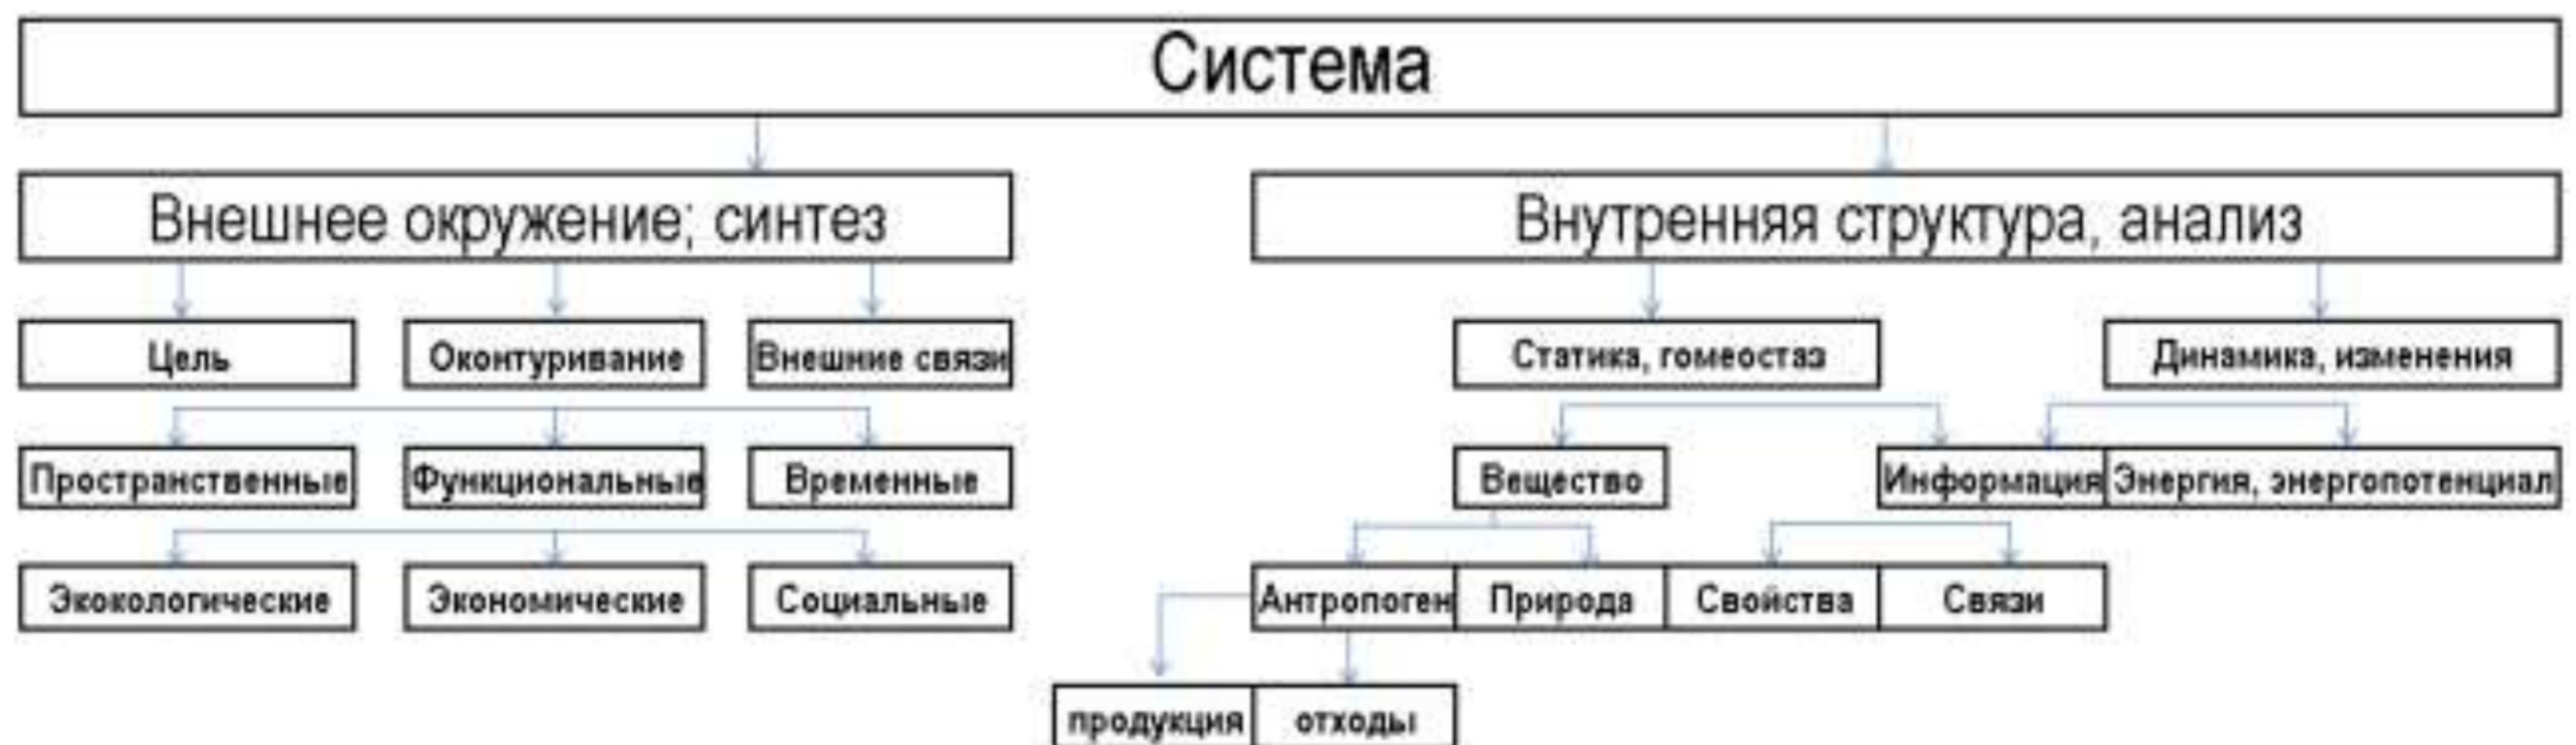 Система
Внешнее окружение; синтез
Внутренняя структура, анализ
Цель
Оконтуривание
Внешние связи
Статика, гомеостаз
Динамика, изменения
Пространственные
Функциональные
Временные
Вещество
Информация
Энергия, энергопотенциал
Экокологические
Экономические
Социальные
Антропоген
Природа
Свойства
Связи
продукция
отходы